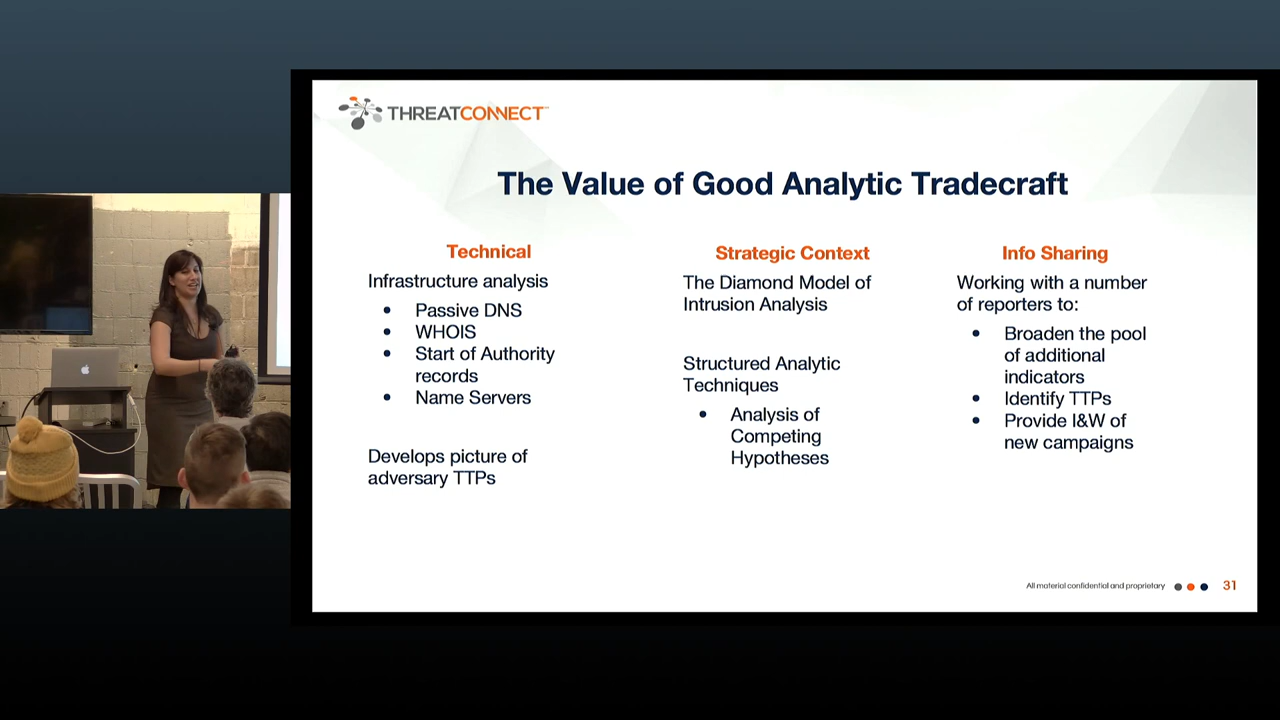 THREATCONNECT™
The Value of Good Analytic Tradecraft
Technical
Infrastructure analysis
• Passive DNS
• WHOIS
• Start of Authority
records
• Name Servers
Develops picture of
adversary TTPs
Strategic Context
The Diamond Model of
Intrusion Analysis
Structured Analytic
Techniques
• Analysis of
Competing
Hypotheses
Info Sharing
Working with a number
of reporters to:
• Broaden the pool
of additional
indicators
• Identify TTPs
• Provide I&W of
new campaigns
All material confidential and proprietary
31